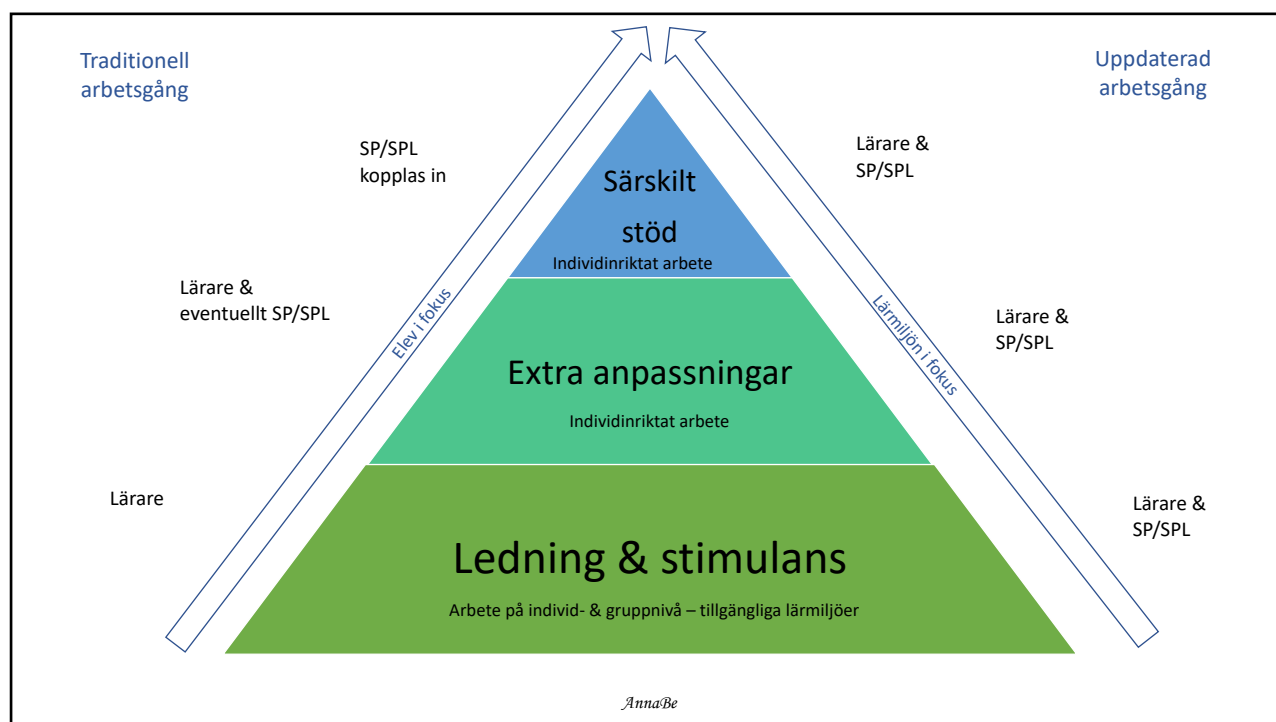 Traditionell
arbetsgång
Uppdaterad
arbetsgång
SP/SPL
kopplas in
Lärare &
SP/SPL
Särskilt
stöd
Individinriktat arbete
Lärare &
eventuellt SP/SPL
Elev i fokus
Lärmiljön i fokus
Lärare &
SP/SPL
Extra anpassningar
Individinriktat arbete
Lärare
Lärare &
SP/SPL
Ledning & stimulans
Arbete på individ- & gruppnivå – tillgängliga lärmiljöer
AnnaBe